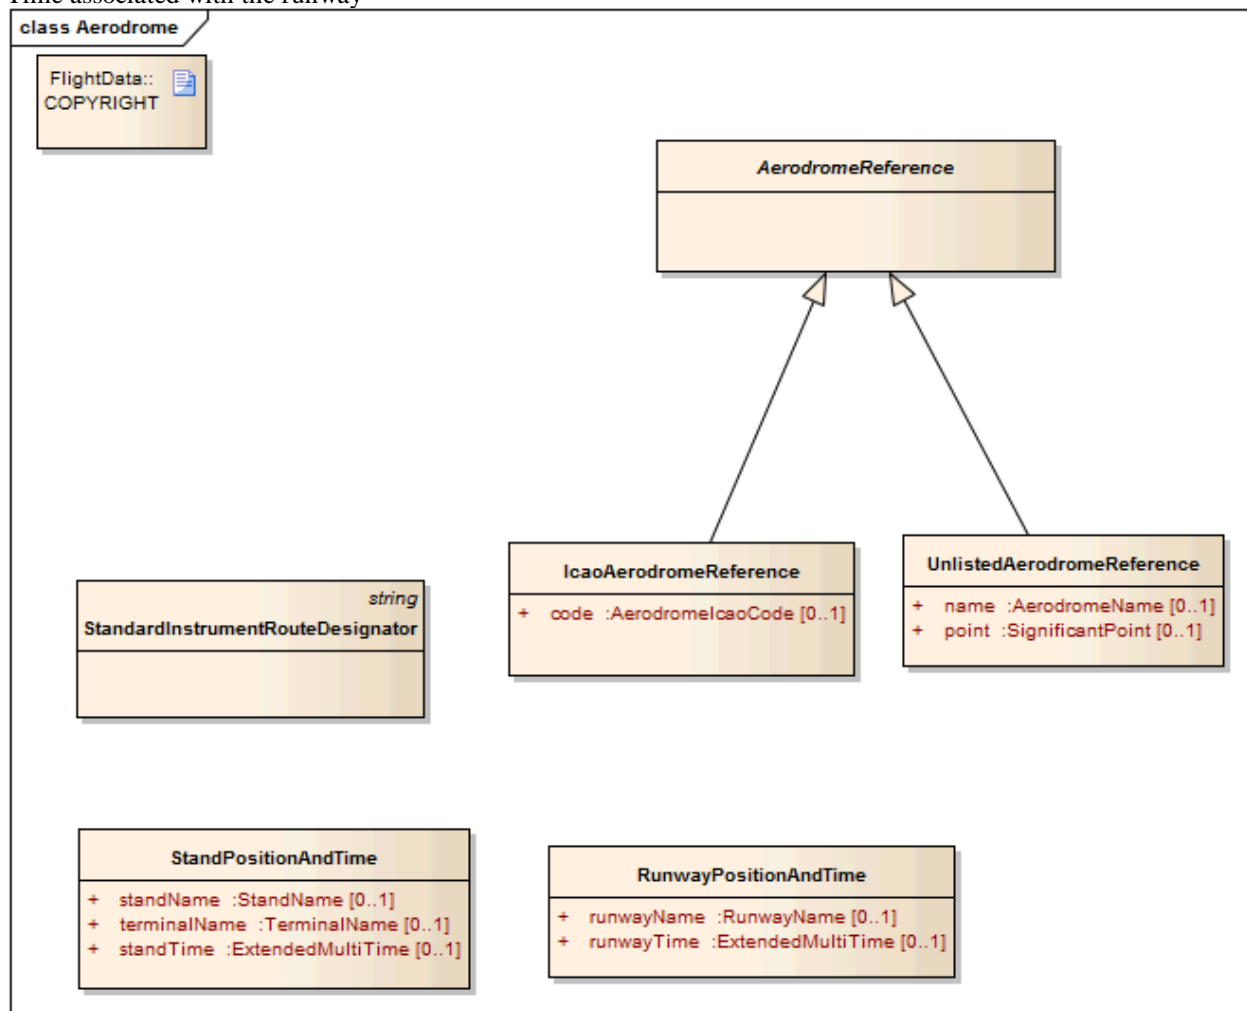 Time associated with the runway
class Aerodrome
FlightData::
COPYRIGHT
AerodromeReference
IcaoAerodromeReference
+ code :AerodromeIcaoCode [0..1]
UnlistedAerodromeReference
+ name :AerodromeName [0..1]
+ point :SignificantPoint [0..1]
string
StandardInstrumentRouteDesignator
StandPositionAndTime
+ standName :StandName [0..1]
+ terminalName :TerminalName [0..1]
+ standTime :ExtendedMultiTime [0..1]
RunwayPositionAndTime
+ runwayName :RunwayName [0..1]
+ runwayTime :ExtendedMultiTime [0..1]